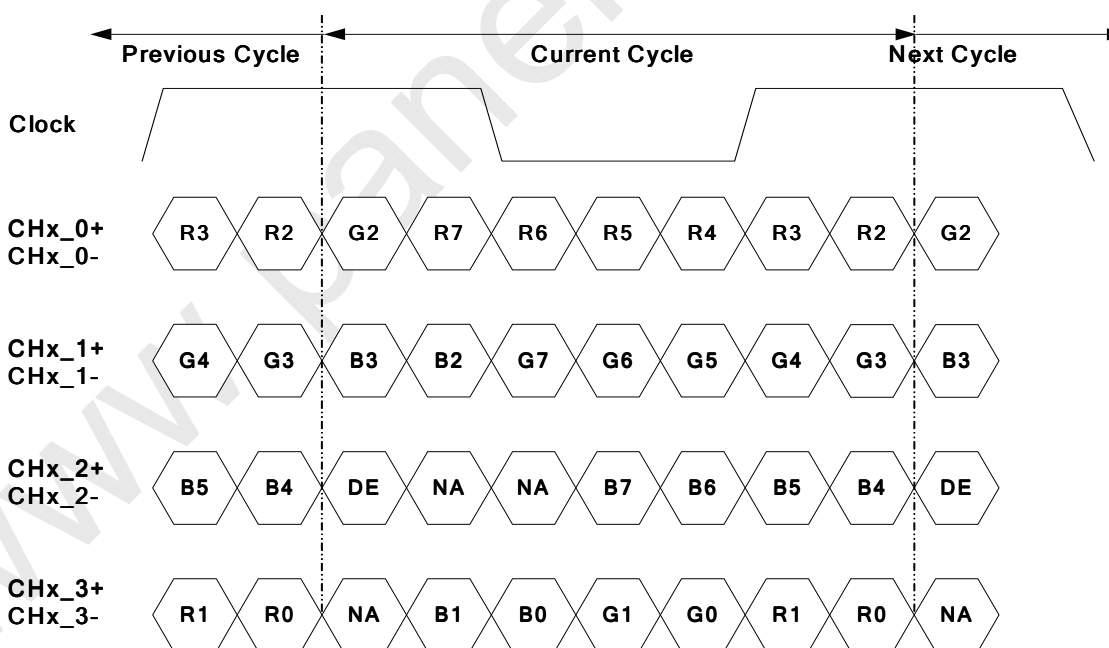 Previous Cycle Current Cycle Next Cycle
Clock
CHx_0+
CHx_0-
R3 R2 G2 R7 R6 R5 R4 R3 R2 G2
CHx_1+
CHx_1-
G4 G3 B3 B2 G7 G6 G5 G4 G3 B3
CHx_2+
CHx_2-
B5 B4 DE NA NA B7 B6 B5 B4 DE
CHx_3+
CHx_3-
R1 R0 NA B1 B0 G1 G0 R1 R0 NA
www.pane